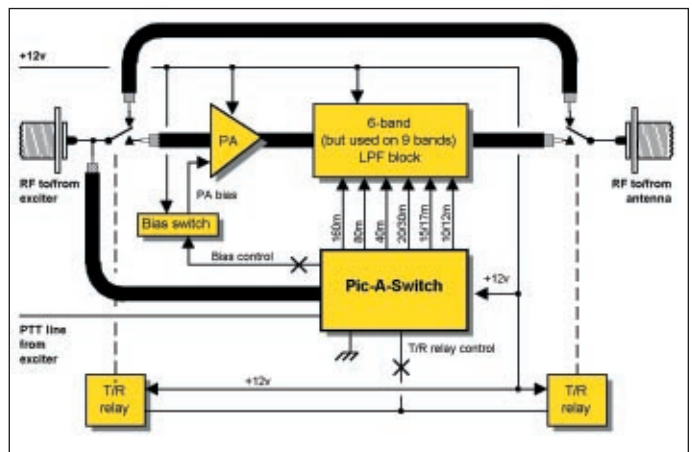 +12v
RF to/from
exciter
PA
PA bias
Bias switch
Bias control
6-band
(but used on 9 bands)
LPF block
RF to/from
antenna
160m
80m
40m
20/30m
15/17m
10/12m
Pic-A-Switch
+12v
PTT line
from
exciter
T/R relay control
+12v
T/R
relay
T/R
relay